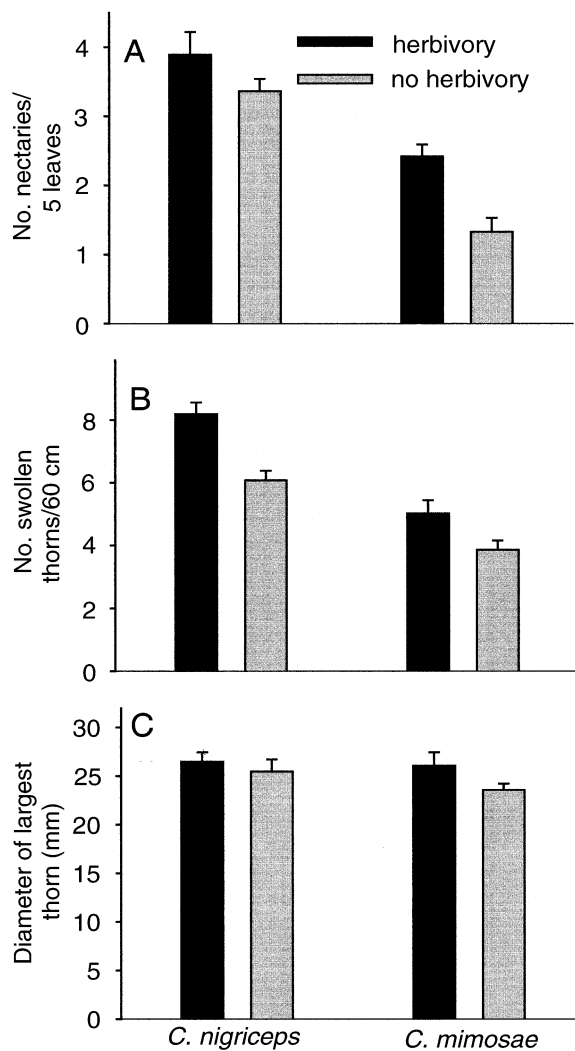 A
herbivory
no herbivory
No. nectaries/
5 leaves
4
3
2
1
0
B
No. swollen
thorns/60 cm
8
6
4
2
0
C
Diameter of largest
thorn (mm)
30
25
20
15
10
5
0
C. nigriceps
C. mimosae